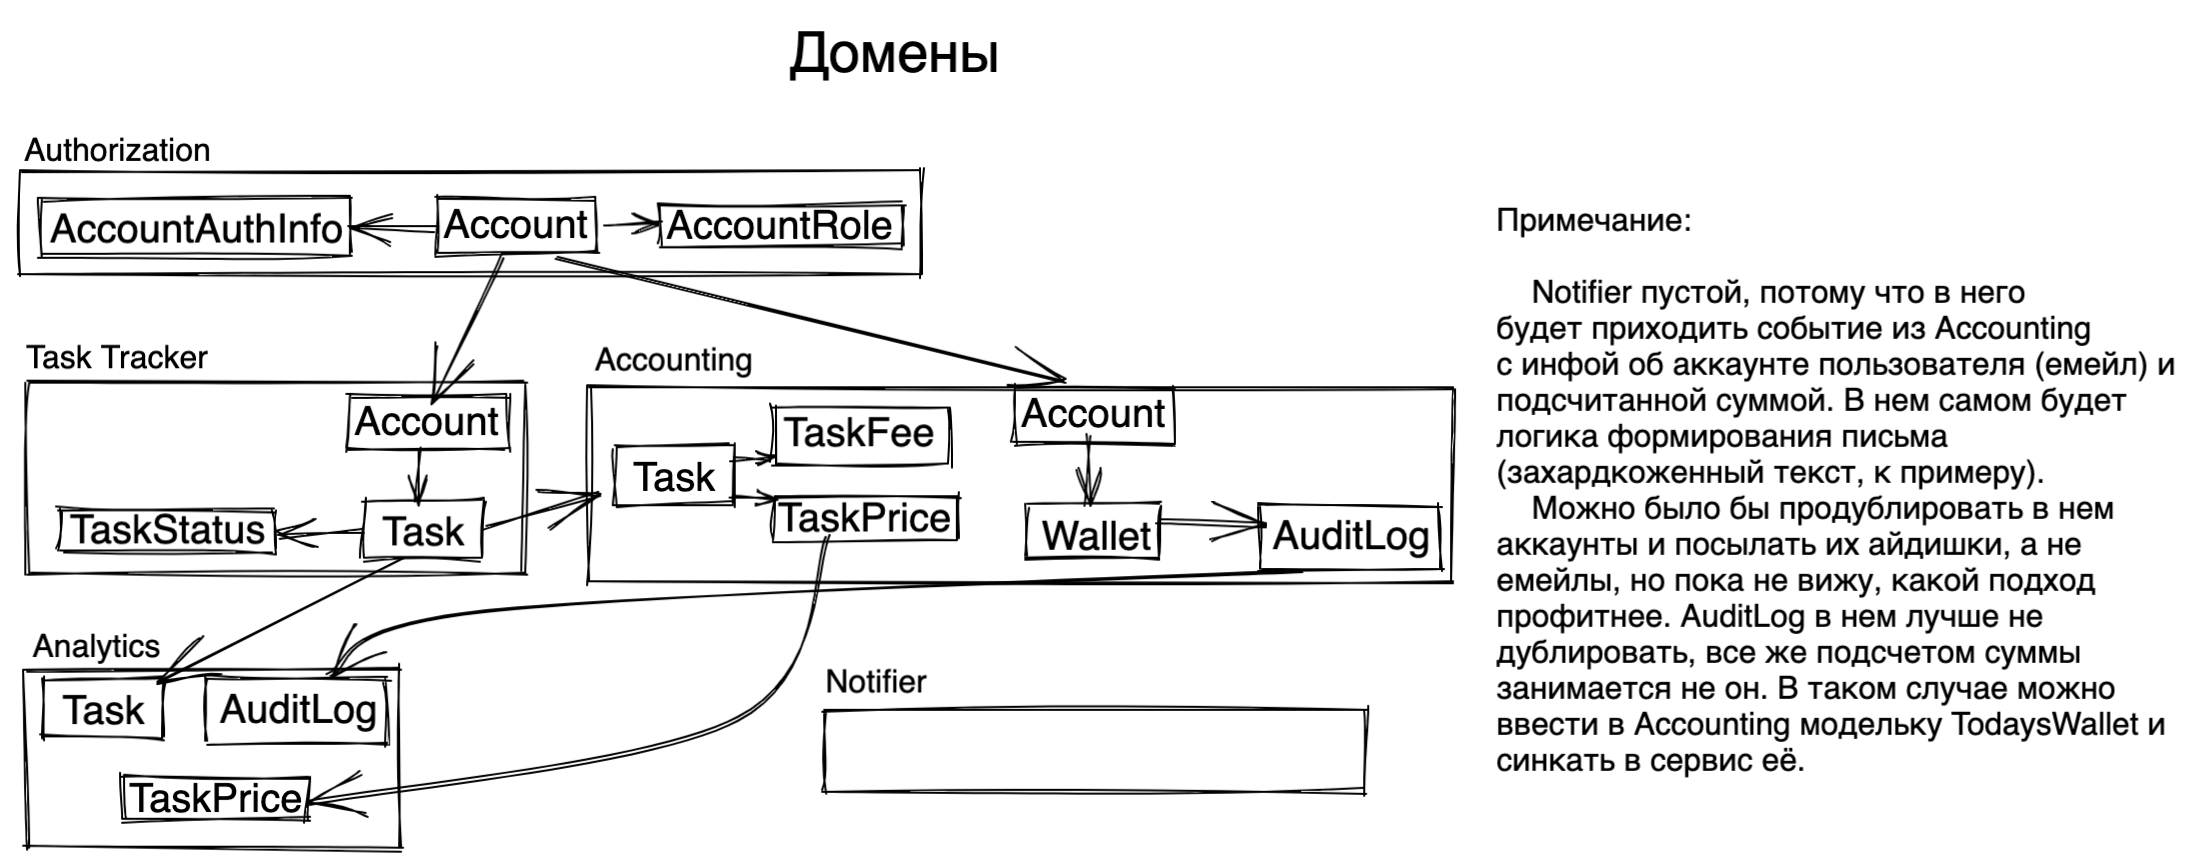 Домены
Authorization
AccountAuthInfo
Account
AccountRole
Task Tracker
Account
TaskStatus
Task
Accounting
Task
TaskFee
TaskPrice
Account
Wallet
AuditLog
Analytics
Task
AuditLog
TaskPrice
Notifier
Примечание:
Notifier пустой, потому что в него
будет приходить событие из Accounting
с инфой об аккаунте пользователя (емейл) и
подсчитанной суммой. В нем самом будет
логика формирования письма
(захардкоженный текст, к примеру).
Можно было бы продублировать в нем
аккаунты и посылать их айдишки, а не
емейлы, но пока не вижу, какой подход
профитнее. AuditLog в нем лучше не
дублировать, все же подсчетом суммы
занимается не он. В таком случае можно
ввести в Accounting модельку TodaysWallet и
синкать в сервис её.